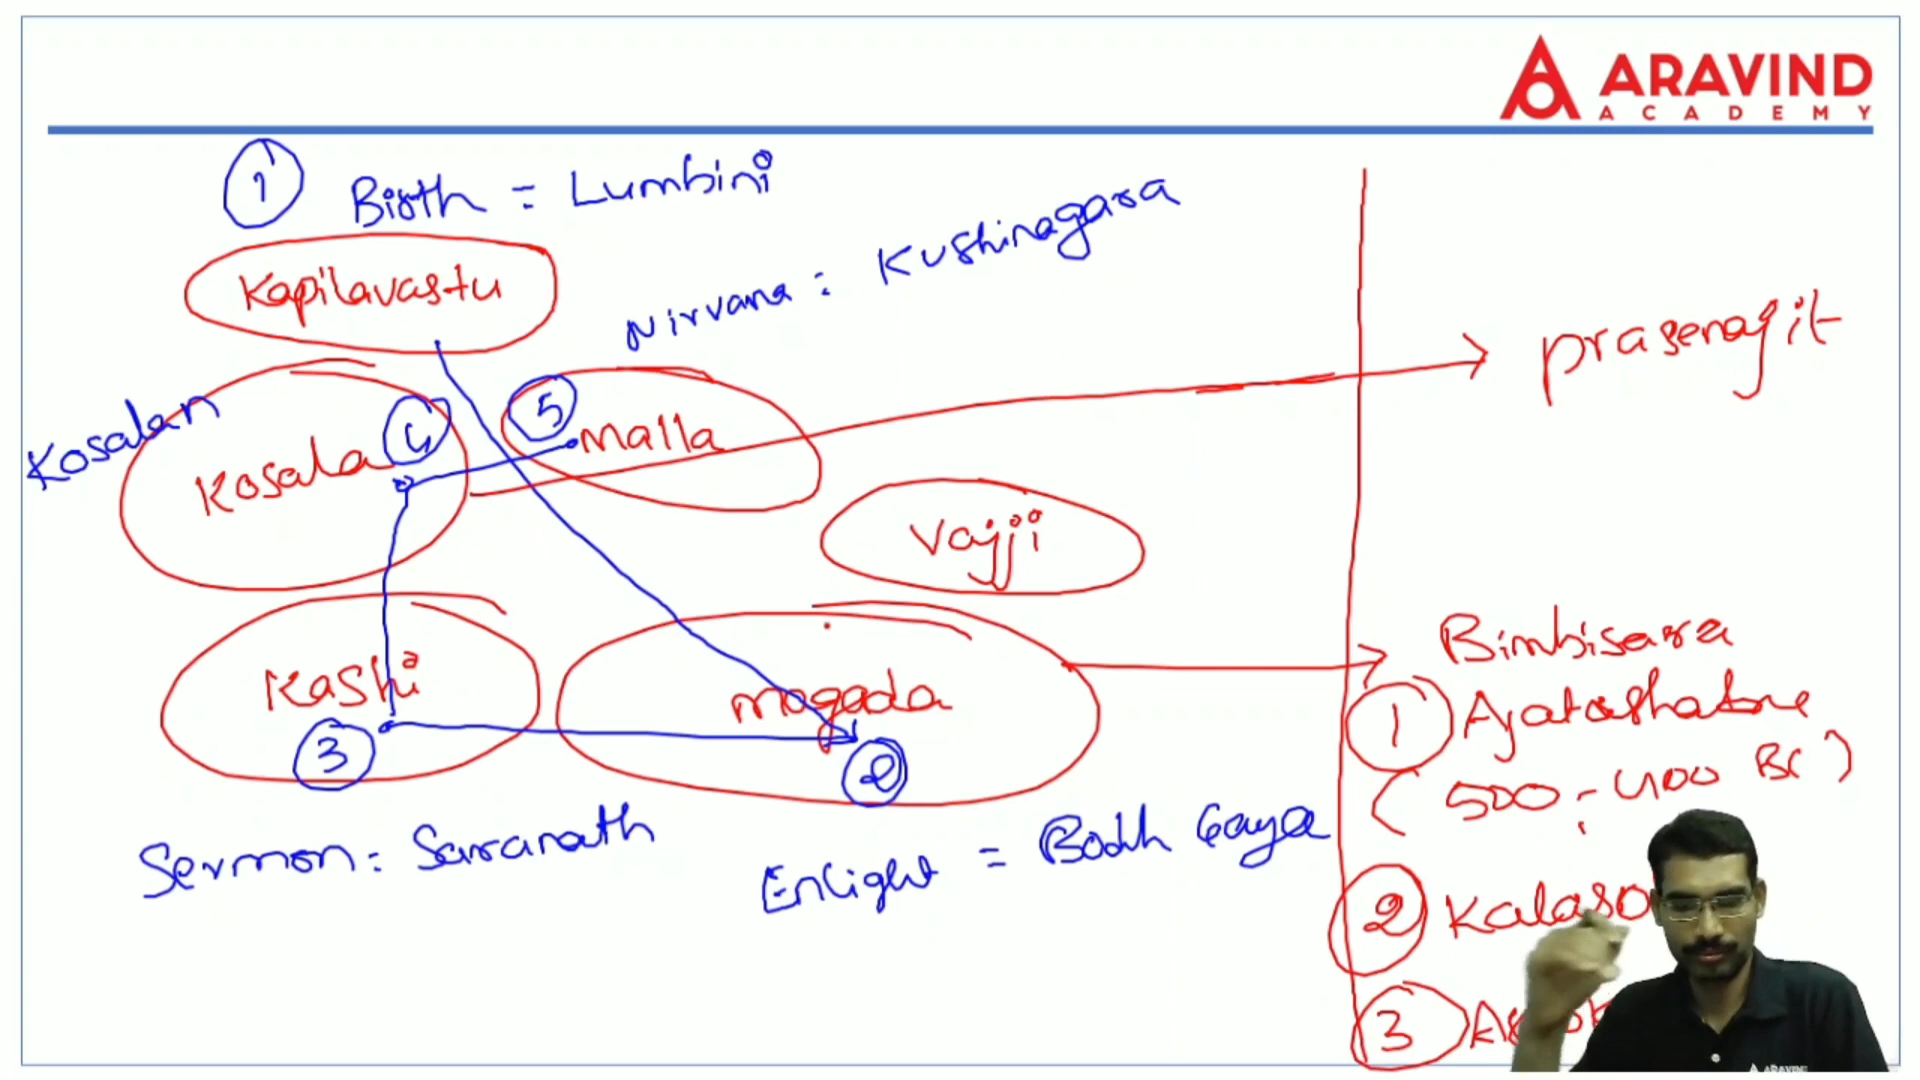 ARAVIND
ACADEMY
1 Birth = Lumbini
Kapilavastu
Nirvana : Kushinagara
prasenajit
Kosalan
Kosala 4
5 Malla
Vajji
Kashi
3
magada
2
Bimbisara
1 Ajatashatru
(500 - 400 BC)
Sermon : Saranath
Enlight = Bodh Gaya
2
3